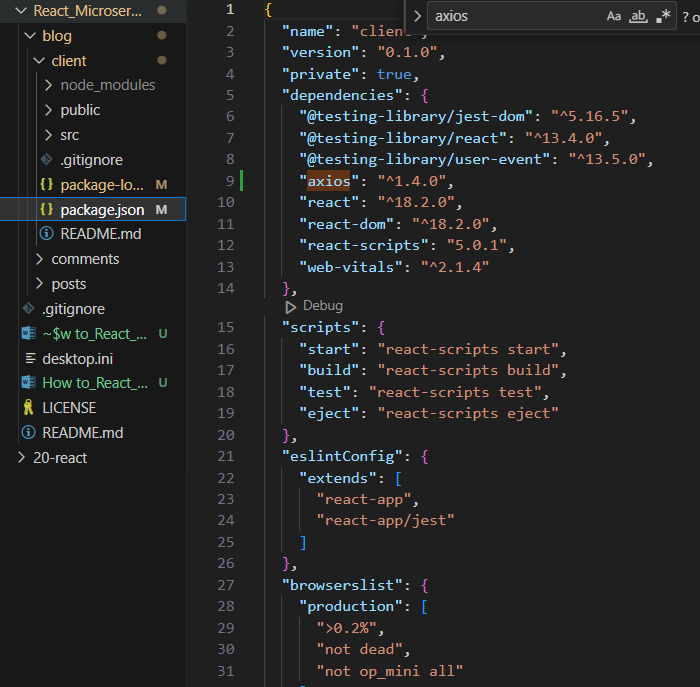 React_Microser...
blog
client
node_modules
public
src
.gitignore
package-lo... M
package.json M
README.md
comments
posts
.gitignore
~$w to_React_... U
desktop.ini
How to_React_... U
LICENSE
README.md
20-react
axios Aa ab .* ? o
1 {
2 "name": "client",
3 "version": "0.1.0",
4 "private": true,
5 "dependencies": {
6 "@testing-library/jest-dom": "^5.16.5",
7 "@testing-library/react": "^13.4.0",
8 "@testing-library/user-event": "^13.5.0",
9 "axios": "^1.4.0",
10 "react": "^18.2.0",
11 "react-dom": "^18.2.0",
12 "react-scripts": "5.0.1",
13 "web-vitals": "^2.1.4"
14 },
Debug
15 "scripts": {
16 "start": "react-scripts start",
17 "build": "react-scripts build",
18 "test": "react-scripts test",
19 "eject": "react-scripts eject"
20 },
21 "eslintConfig": {
22 "extends": [
23 "react-app",
24 "react-app/jest"
25 ]
26 },
27 "browserslist": {
28 "production": [
29 ">0.2%",
30 "not dead",
31 "not op_mini all"